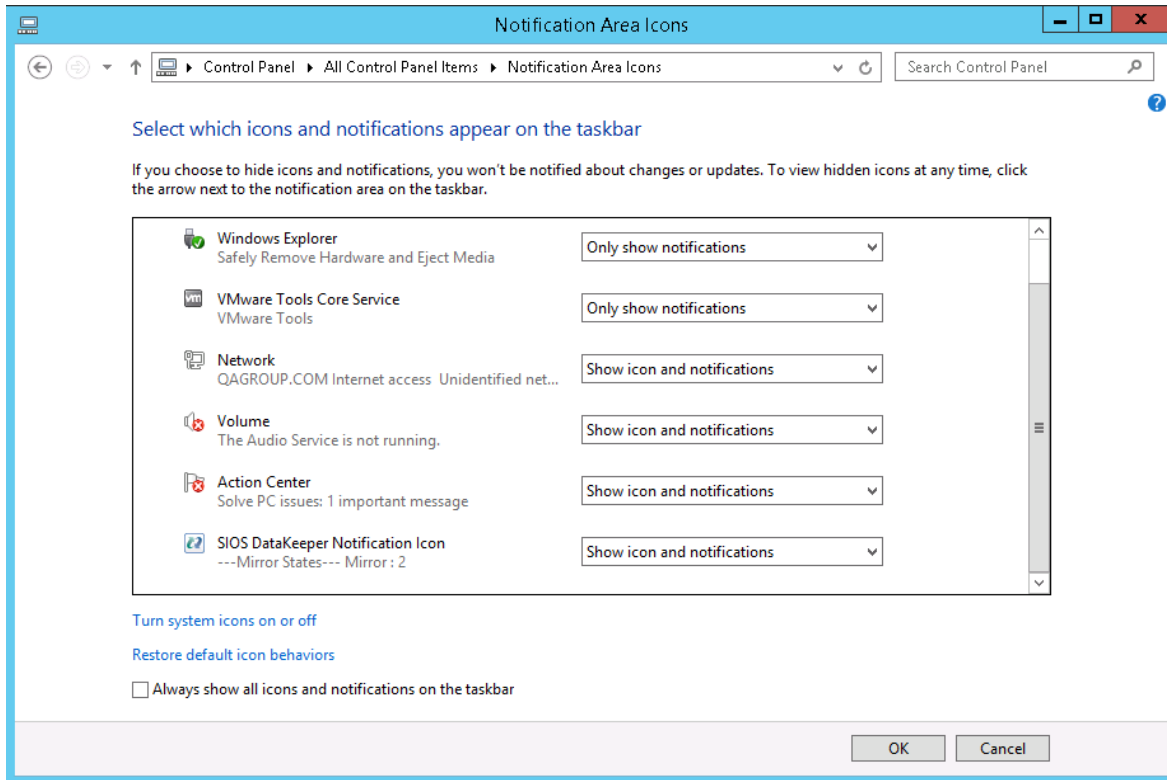 Notification Area Icons
Control Panel All Control Panel Items Notification Area Icons
Search Control Panel
Select which icons and notifications appear on the taskbar
If you choose to hide icons and notifications, you won't be notified about changes or updates. To view hidden icons at any time, click
the arrow next to the notification area on the taskbar.
Windows Explorer
Safely Remove Hardware and Eject Media
Only show notifications
vm
VMware Tools Core Service
VMware Tools
Only show notifications
Network
QAGROUP.COM Internet access Unidentified net...
Show icon and notifications
Volume
The Audio Service is not running.
Show icon and notifications
Action Center
Solve PC issues: 1 important message
Show icon and notifications
SIOS DataKeeper Notification Icon
---Mirror States--- Mirror : 2
Show icon and notifications
Turn system icons on or off
Restore default icon behaviors
Always show all icons and notifications on the taskbar
OK
Cancel